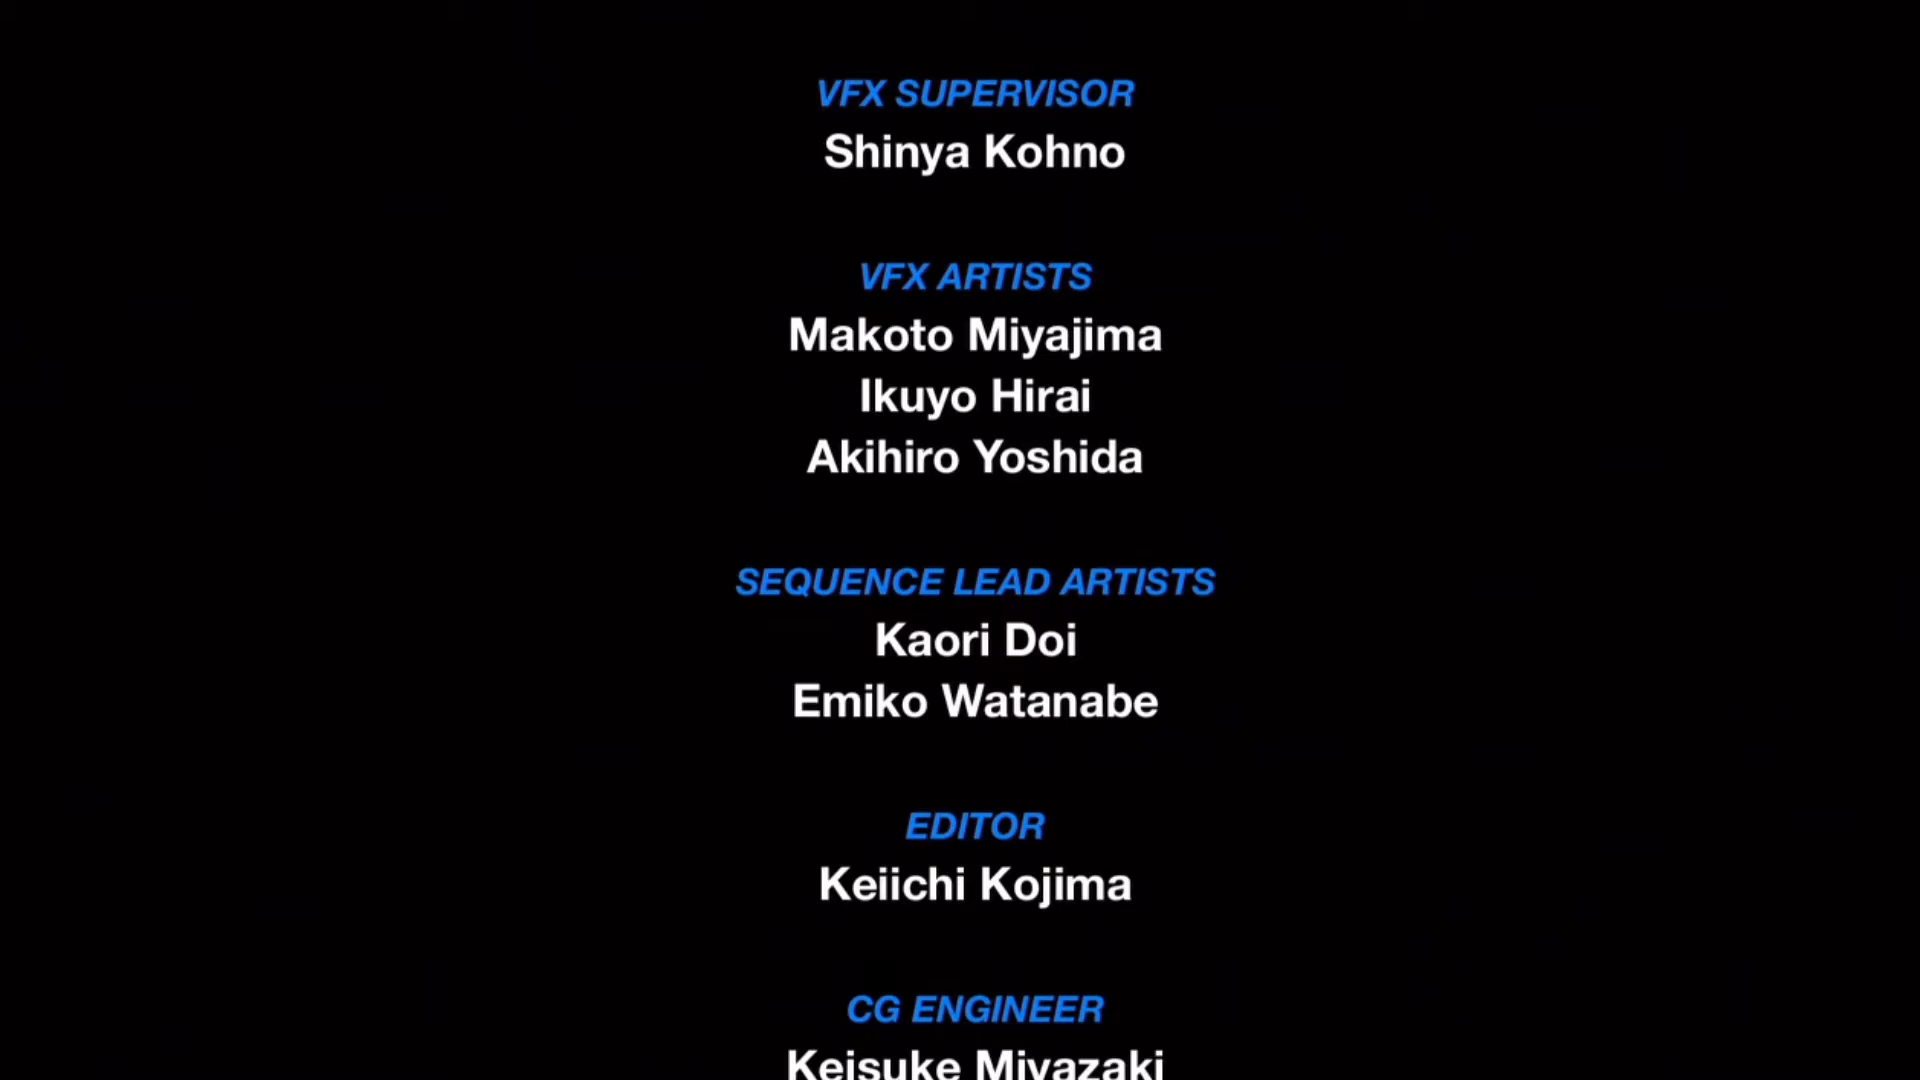 VFX SUPERVISOR
Shinya Kohno
VFX ARTISTS
Makoto Miyajima
Ikuyo Hirai
Akihiro Yoshida
SEQUENCE LEAD ARTISTS
Kaori Doi
Emiko Watanabe
EDITOR
Keiichi Kojima
CG ENGINEER
Keisuke Miyazaki